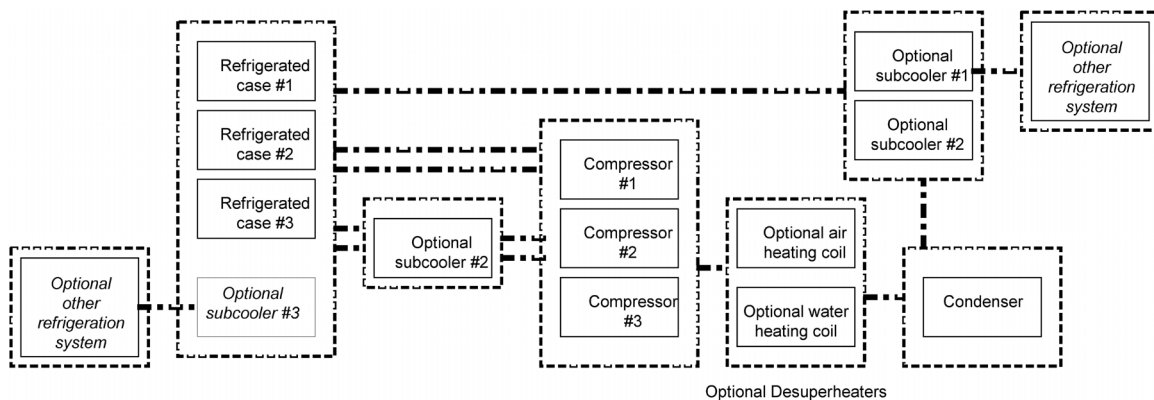 Optional
other
refrigeration
system
Refrigerated
case #1
Refrigerated
case #2
Refrigerated
case #3
Optional
subcooler #3
Optional
subcooler #2
Compressor
#1
Compressor
#2
Compressor
#3
Optional air
heating coil
Optional water
heating coil
Optional Desuperheaters
Optional
subcooler #1
Optional
subcooler #2
Condenser
Optional
other
refrigeration
system